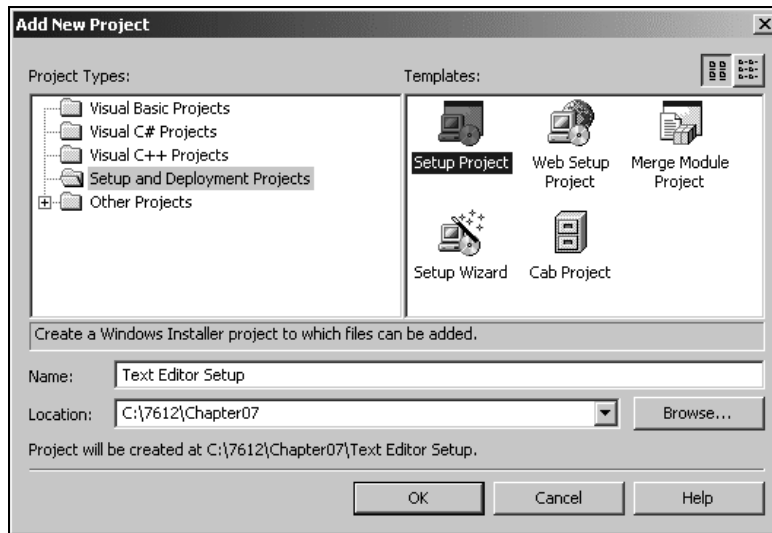 Add New Project
Project Types:
Templates:
Visual Basic Projects
Visual C# Projects
Visual C++ Projects
Setup and Deployment Projects
Other Projects
Setup Project
Web Setup
Project
Merge Module
Project
Setup Wizard
Cab Project
Create a Windows Installer project to which files can be added.
Name:
Text Editor Setup
Location:
C:\7612\Chapter07
Browse...
Project will be created at C:\7612\Chapter07\Text Editor Setup.
OK
Cancel
Help